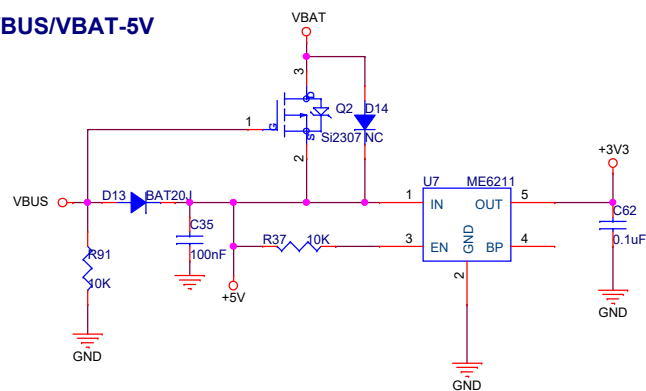 VBUS/VBAT-5V
VBAT
3
D
1
G
Q2
D14
Si2307
NC
S
2
U7
ME6211
+3V3
VBUS
D13
BAT20J
1
IN
OUT
5
C62
C35
R37
10K
3
EN
GND
BP
4
0.1uF
R91
100nF
10K
2
+5V
GND
GND
GND